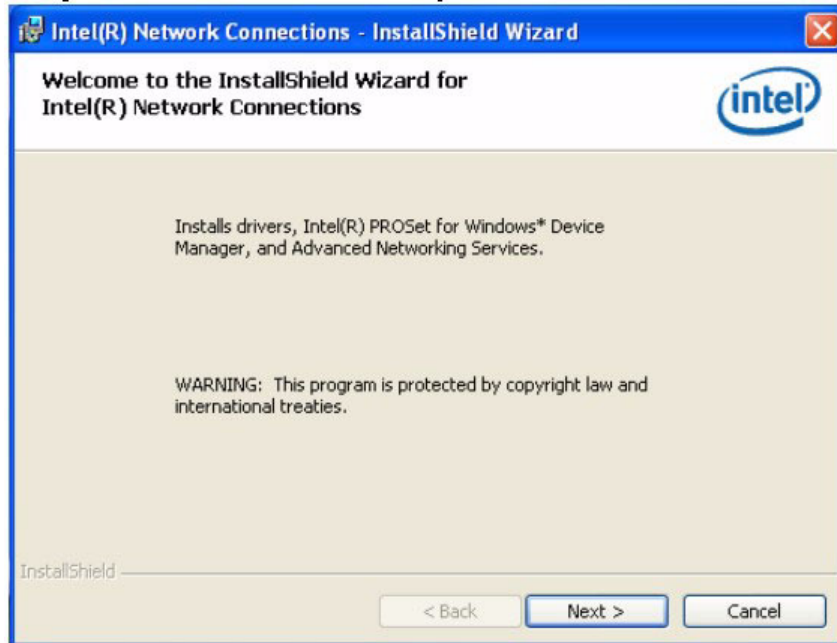 Intel(R) Network Connections - InstallShield Wizard
Welcome to the InstallShield Wizard for
Intel(R) Network Connections
intel
Installs drivers, Intel(R) PROSet for Windows* Device
Manager, and Advanced Networking Services.
WARNING: This program is protected by copyright law and
international treaties.
InstallShield
< Back
Next >
Cancel